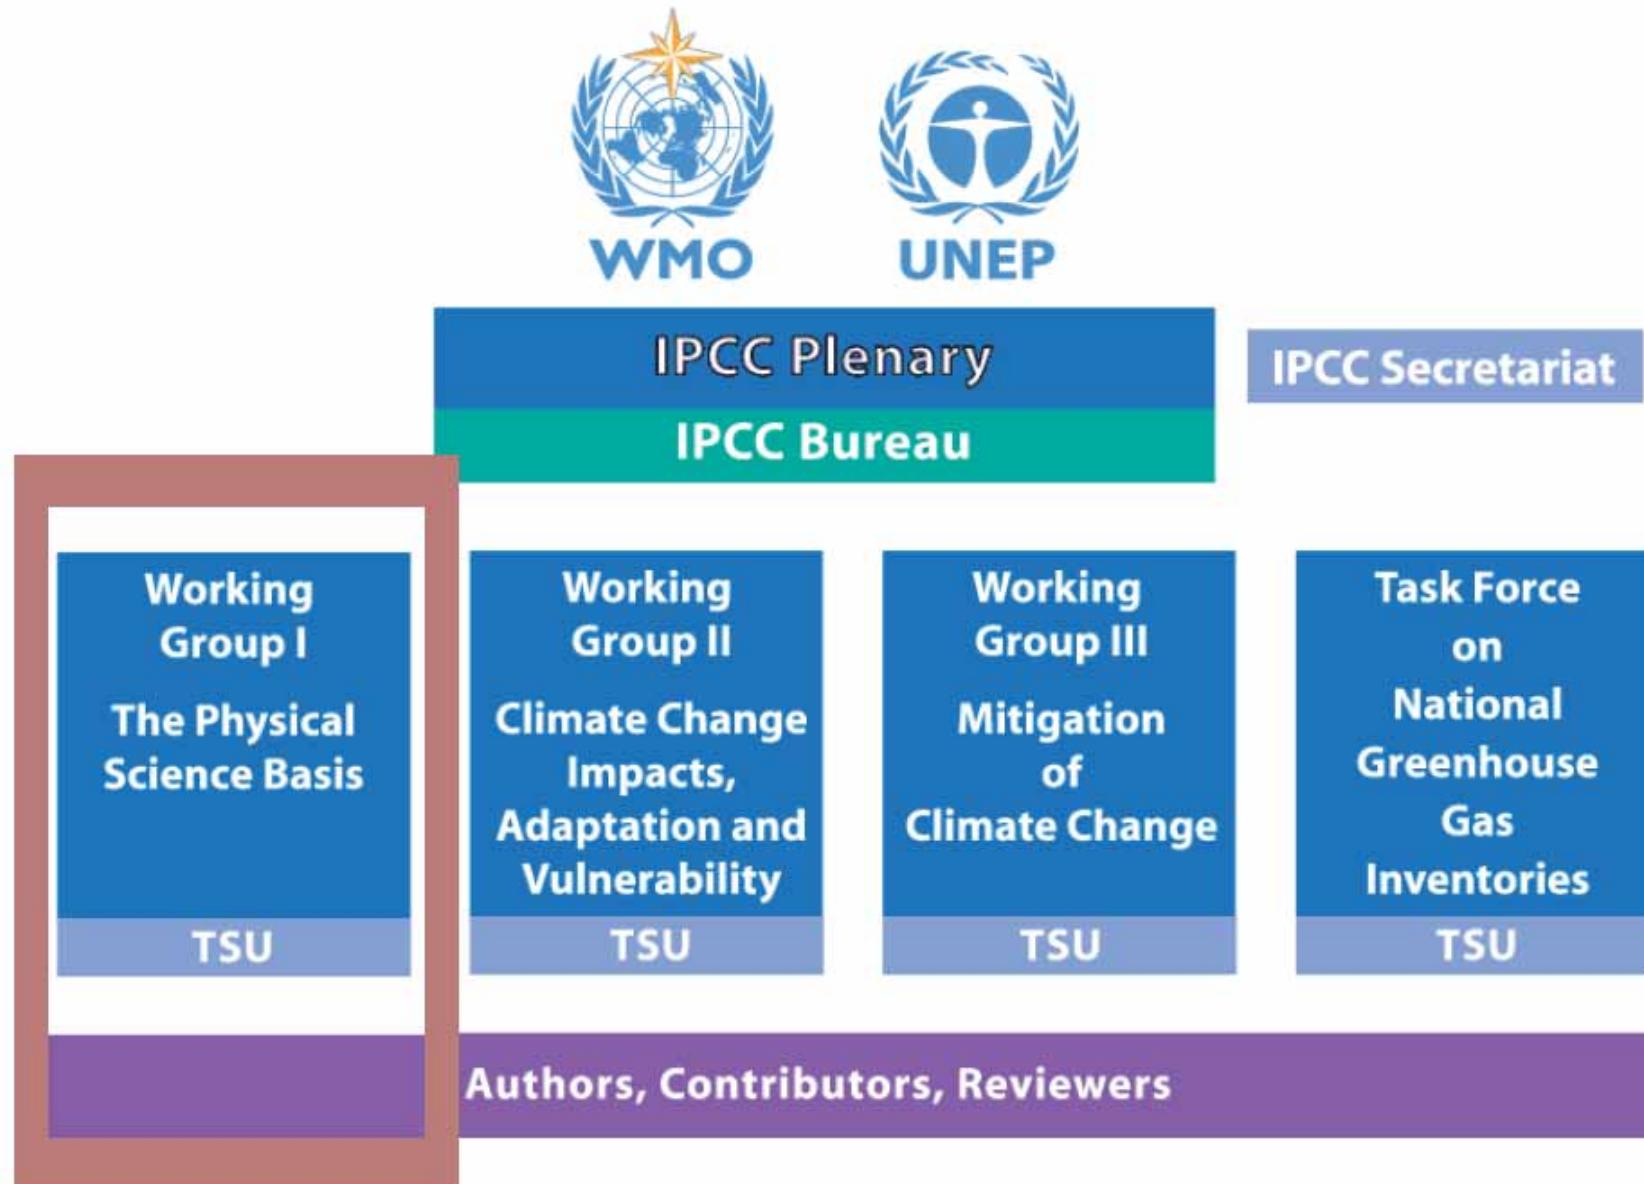 WMO
UNEP
IPCC Plenary
IPCC Secretariat
IPCC Bureau
Working
Group I
The Physical
Science Basis
TSU
Working
Group II
Climate Change
Impacts,
Adaptation and
Vulnerability
TSU
Working
Group III
Mitigation
of
Climate Change
TSU
Task Force
on
National
Greenhouse
Gas
Inventories
TSU
Authors, Contributors, Reviewers